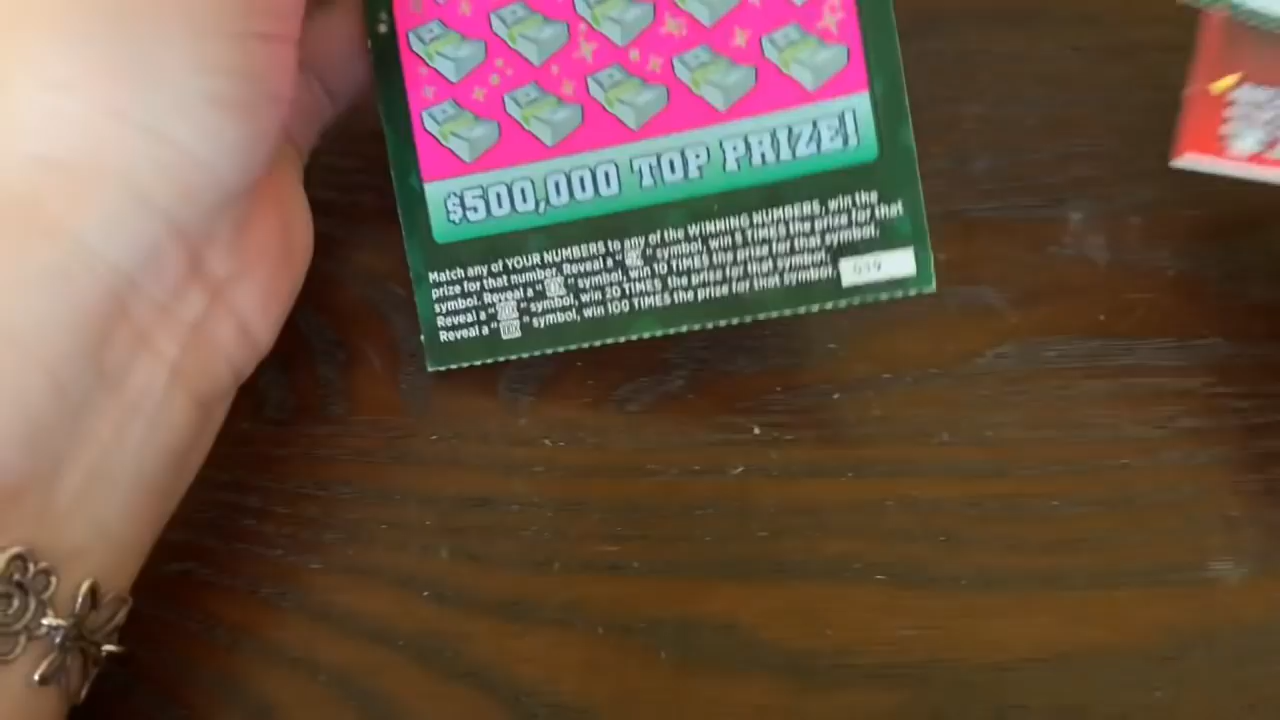 $500,000 TOP PRIZE!
Match any of YOUR NUMBERS to any of the WINNING NUMBERS, win the
prize for that number. Reveal a " " symbol, win 5 TIMES the prize for that
symbol. Reveal a "10X" symbol, win 10 TIMES the prize for that symbol.
Reveal a "20X" symbol, win 20 TIMES the prize for that symbol.
Reveal a " " symbol, win 100 TIMES the prize for that symbol.
039